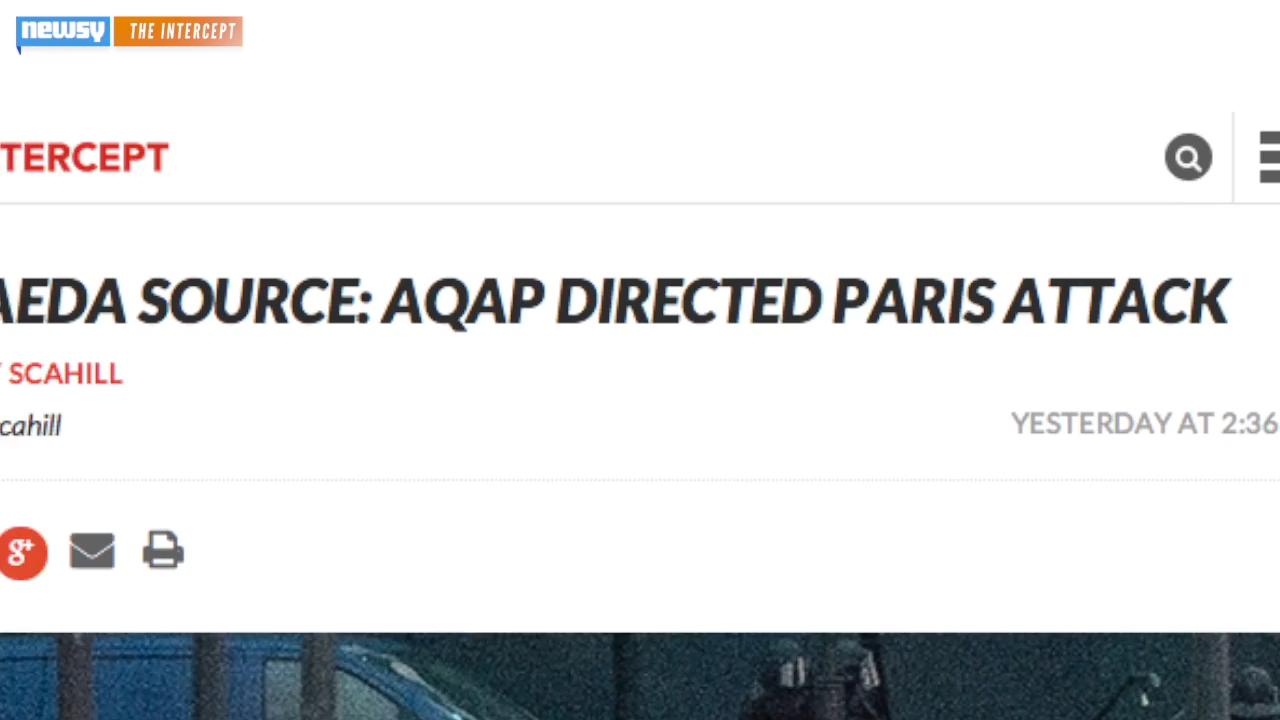 newsy THE INTERCEPT
TERCEPT
AEDA SOURCE: AQAP DIRECTED PARIS ATTACK
SCAHILL
cahill
YESTERDAY AT 2:36
g+